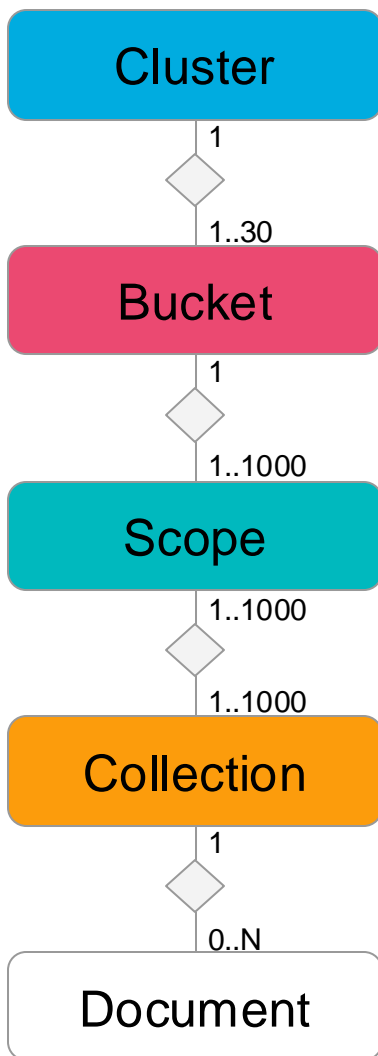 Cluster
1
1..30
Bucket
1
1..1000
Scope
1..1000
1..1000
Collection
1
0..N
Document